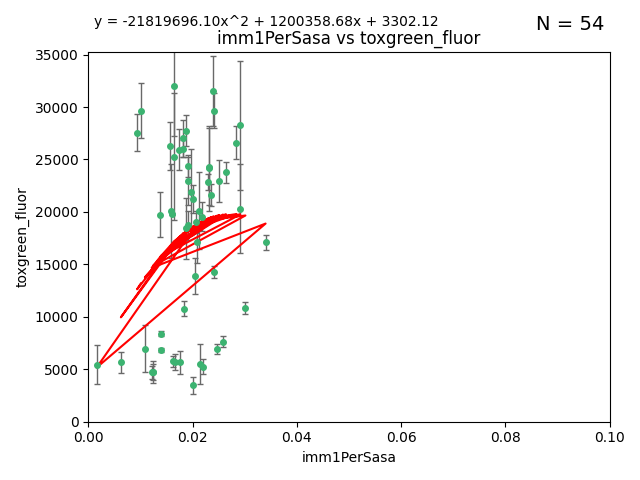 y = -21819696.10x^2 + 1200358.68x + 3302.12
N = 54
imm1PerSasa vs toxgreen_fluor
35000
30000
25000
20000
15000
10000
5000
0
toxgreen_fluor
0.00 0.02 0.04 0.06 0.08 0.10
imm1PerSasa